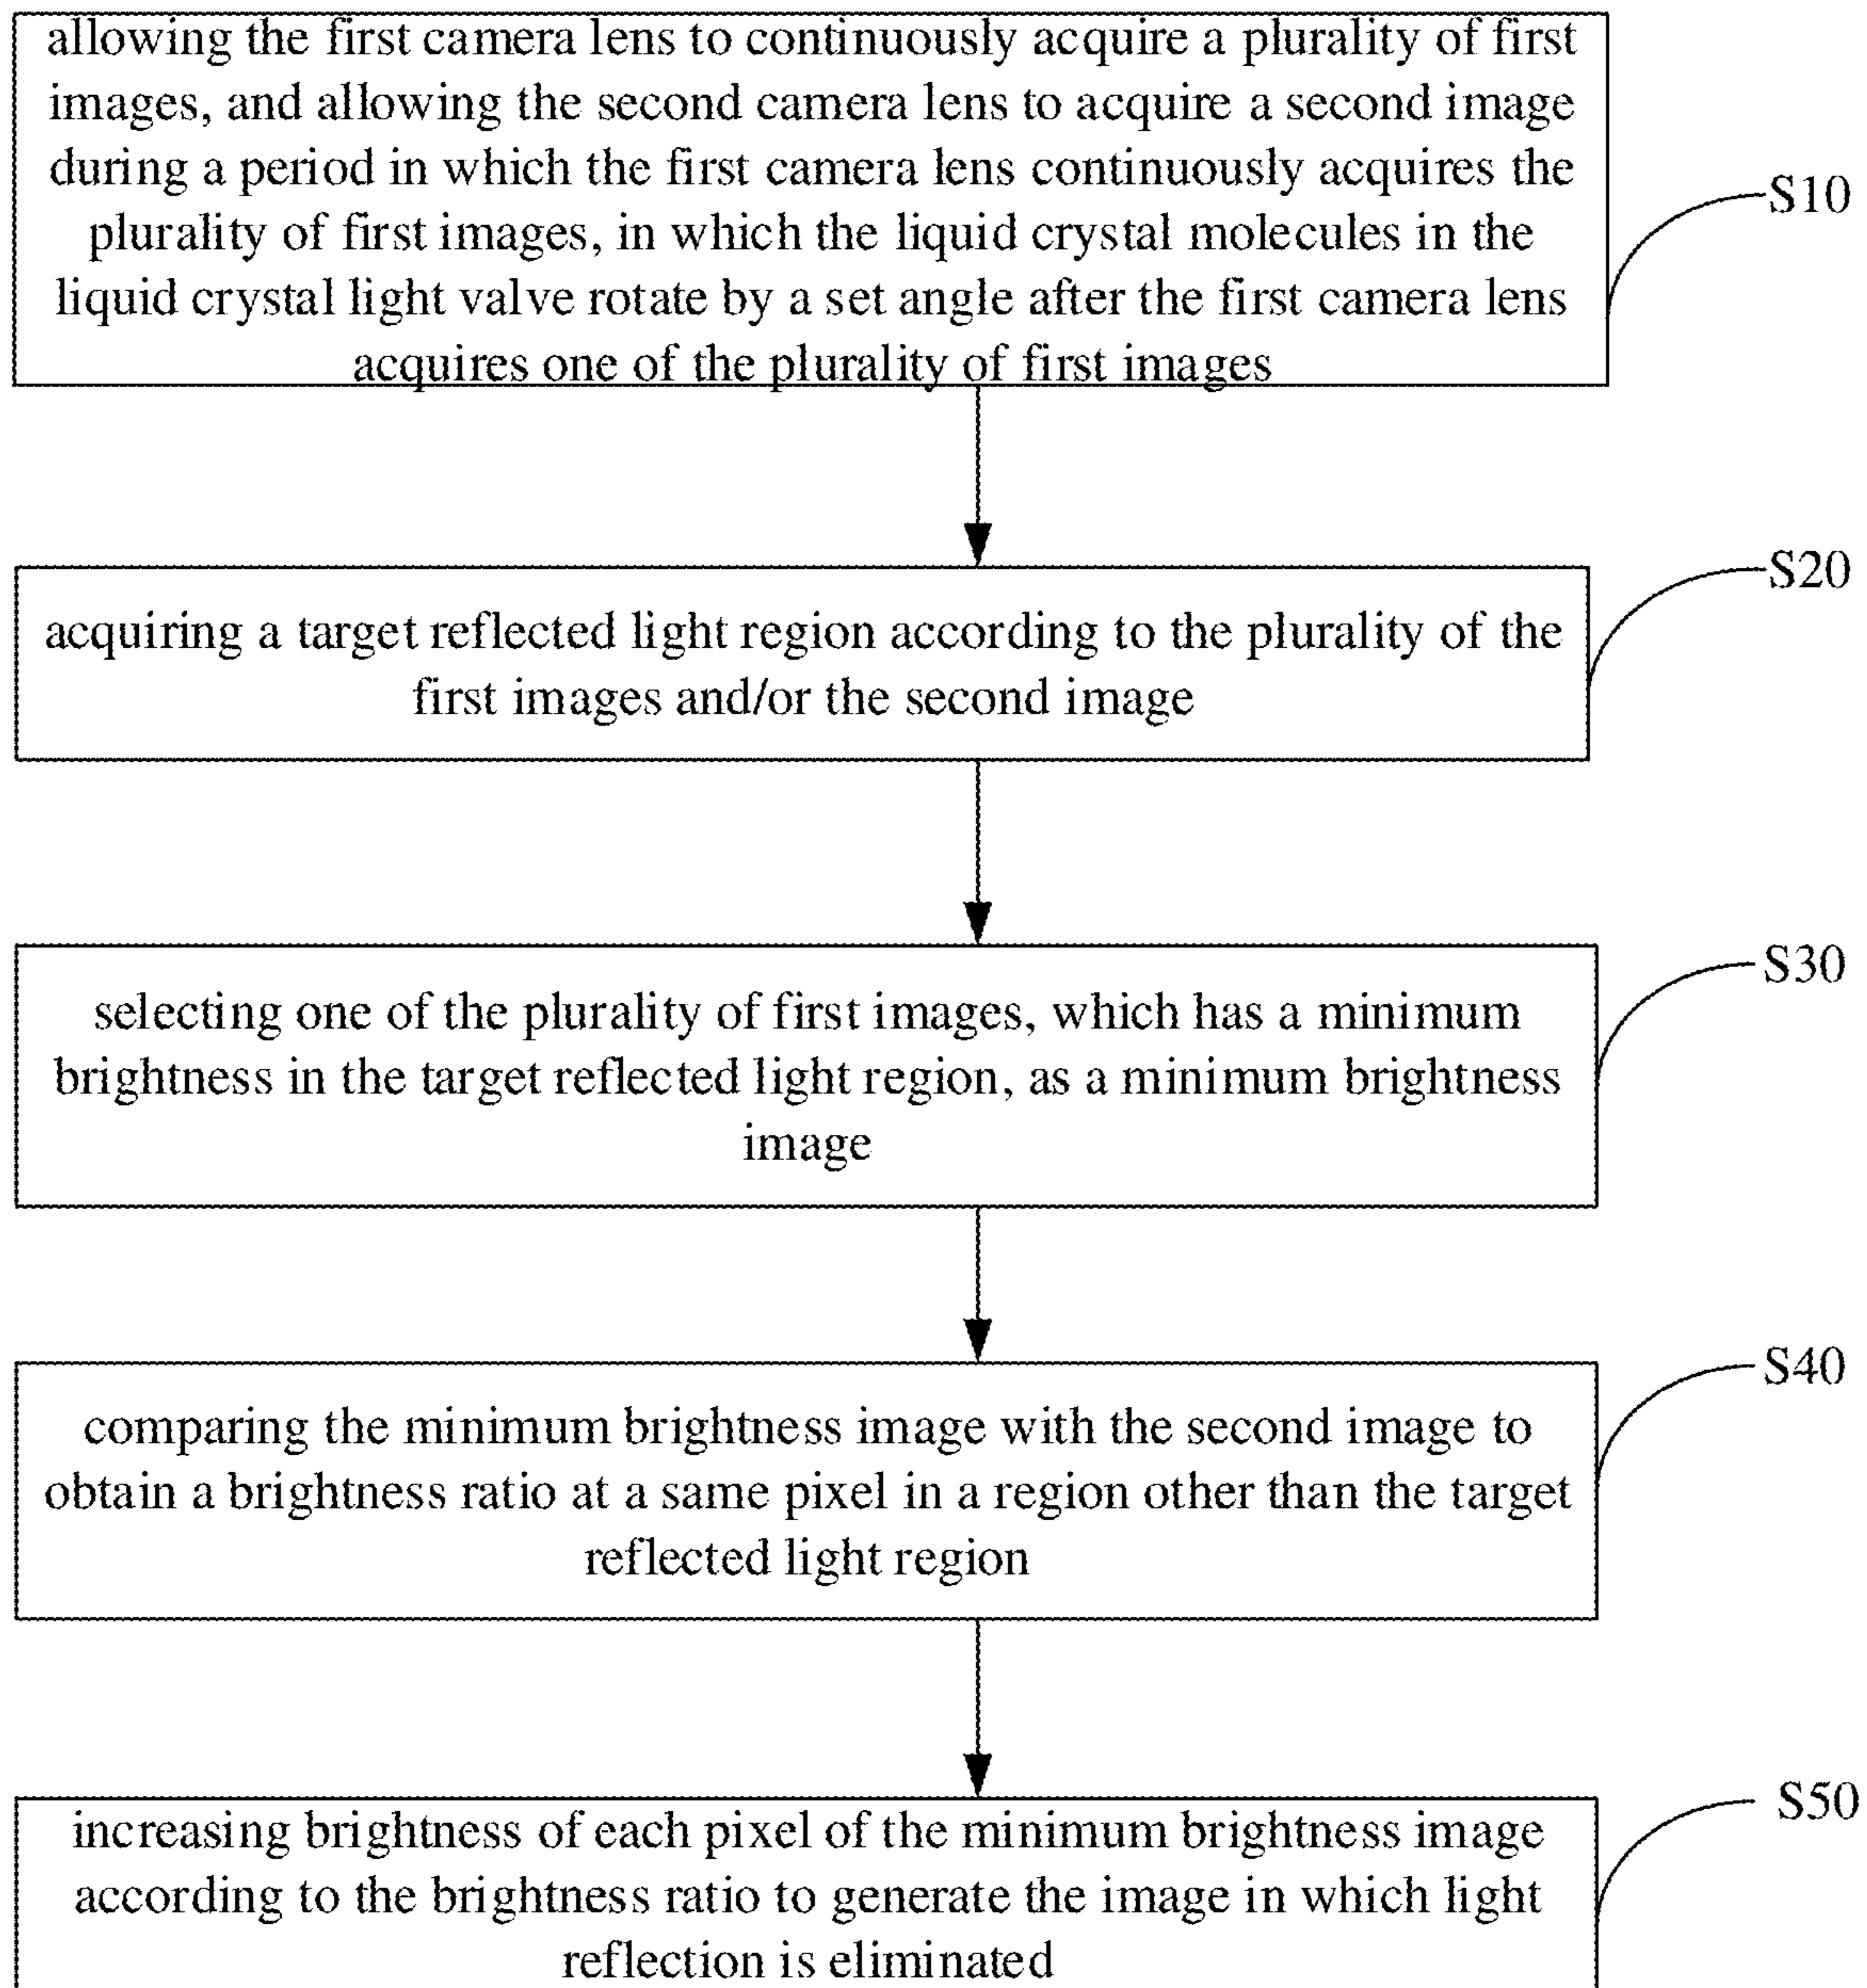 allowing the first camera lens to continuously acquire a plurality of first
images, and allowing the second camera lens to acquire a second image
during a period in which the first camera lens continuously acquires the
plurality of first images, in which the liquid crystal molecules in the
liquid crystal light valve rotate by a set angle after the first camera lens
acquires one of the plurality of first images
S10
acquiring a target reflected light region according to the plurality of the
first images and/or the second image
S20
selecting one of the plurality of first images, which has a minimum
brightness in the target reflected light region, as a minimum brightness
image
S30
comparing the minimum brightness image with the second image to
obtain a brightness ratio at a same pixel in a region other than the target
reflected light region
S40
increasing brightness of each pixel of the minimum brightness image
according to the brightness ratio to generate the image in which light
reflection is eliminated
S50